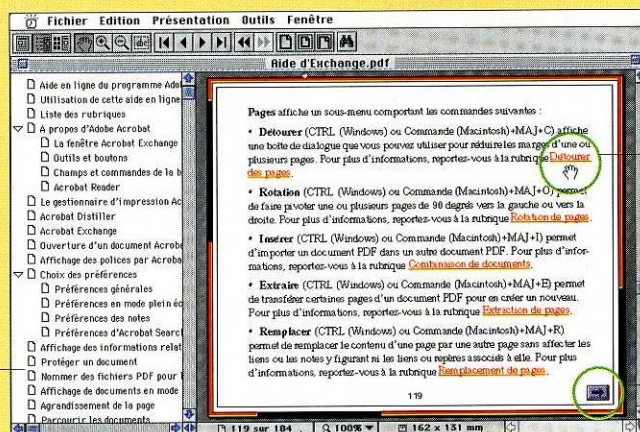 Fichier Edition Présentation Outils Fenêtre
Aide d'Exchange.pdf
Aide en ligne du programme
Utilisation de cette aide en ligne
Liste des rubriques
A propos d'Adobe Acrobat
La fenêtre Acrobat Exchange
Outils et boutons
Champs et commandes de la
Acrobat Reader
Le gestionnaire d'impression
Acrobat Distiller
Acrobat Exchange
Ouverture d'un document
Affichage des polices par
Choix des préférences
Préférences générales
Préférences en mode plein
Préférences des notes
Préférences d'Acrobat
Affichage des informations
Protéger un document
Nommer des fichiers PDF pour
Affichage de documents en mode
Agrandissement de la page
Parcourir les documents
Pages affiche un sous-menu comportant les commandes suivantes :
• Détourer (CTRL (Windows) ou Commande (Macintosh)+MAJ+C) affiche
une boîte de dialogue que vous pouvez utiliser pour réduire les marges d'une ou
plusieurs pages. Pour plus d'informations, reportez-vous à la rubrique Détourer
des pages.
• Rotation (CTRL (Windows) ou Commande (Macintosh)+MAJ+O) permet
de faire pivoter une ou plusieurs pages de 90 degrés vers la gauche ou vers la
droite. Pour plus d'informations, reportez-vous à la rubrique Rotation de pages.
• Insérer (CTRL (Windows) ou Commande (Macintosh)+MAJ+I) permet
d'importer un document PDF dans un autre document PDF. Pour plus d'infor-
mations, reportez-vous à la rubrique Combinaison de documents.
• Extraire (CTRL (Windows) ou Commande (Macintosh)+MAJ+E) permet
de transférer certaines pages d'un document PDF pour en créer un nouveau.
Pour plus d'informations, reportez-vous à la rubrique Extraction de pages.
• Remplacer (CTRL (Windows) ou Commande (Macintosh)+MAJ+R)
permet de remplacer le contenu d'une page par une autre page sans affecter les
liens ou les notes y figurant ni les liens ou repères associés à elle. Pour plus
d'informations, reportez-vous à la rubrique Remplacement de pages.
119
119 sur 184
100%
162 x 131 mm